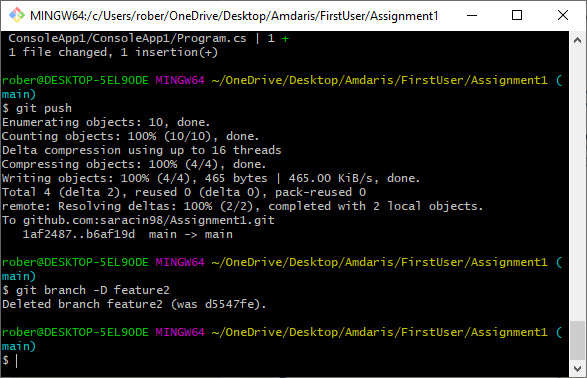 MINGW64:/c/Users/rober/OneDrive/Desktop/Amdaris/FirstUser/Assignment1
ConsoleApp1/ConsoleApp1/Program.cs | 1 +
1 file changed, 1 insertion(+)
rober@DESKTOP-5EL9ODE MINGW64 ~/OneDrive/Desktop/Amdaris/FirstUser/Assignment1 (
main)
$ git push
Enumerating objects: 10, done.
Counting objects: 100% (10/10), done.
Delta compression using up to 16 threads
Compressing objects: 100% (4/4), done.
Writing objects: 100% (4/4), 465 bytes | 465.00 KiB/s, done.
Total 4 (delta 2), reused 0 (delta 0), pack-reused 0
remote: Resolving deltas: 100% (2/2), completed with 2 local objects.
To github.com:saracin98/Assignment1.git
1af2487..b6af19d  main -> main
rober@DESKTOP-5EL9ODE MINGW64 ~/OneDrive/Desktop/Amdaris/FirstUser/Assignment1 (
main)
$ git branch -D feature2
Deleted branch feature2 (was d5547fe).
rober@DESKTOP-5EL9ODE MINGW64 ~/OneDrive/Desktop/Amdaris/FirstUser/Assignment1 (
main)
$